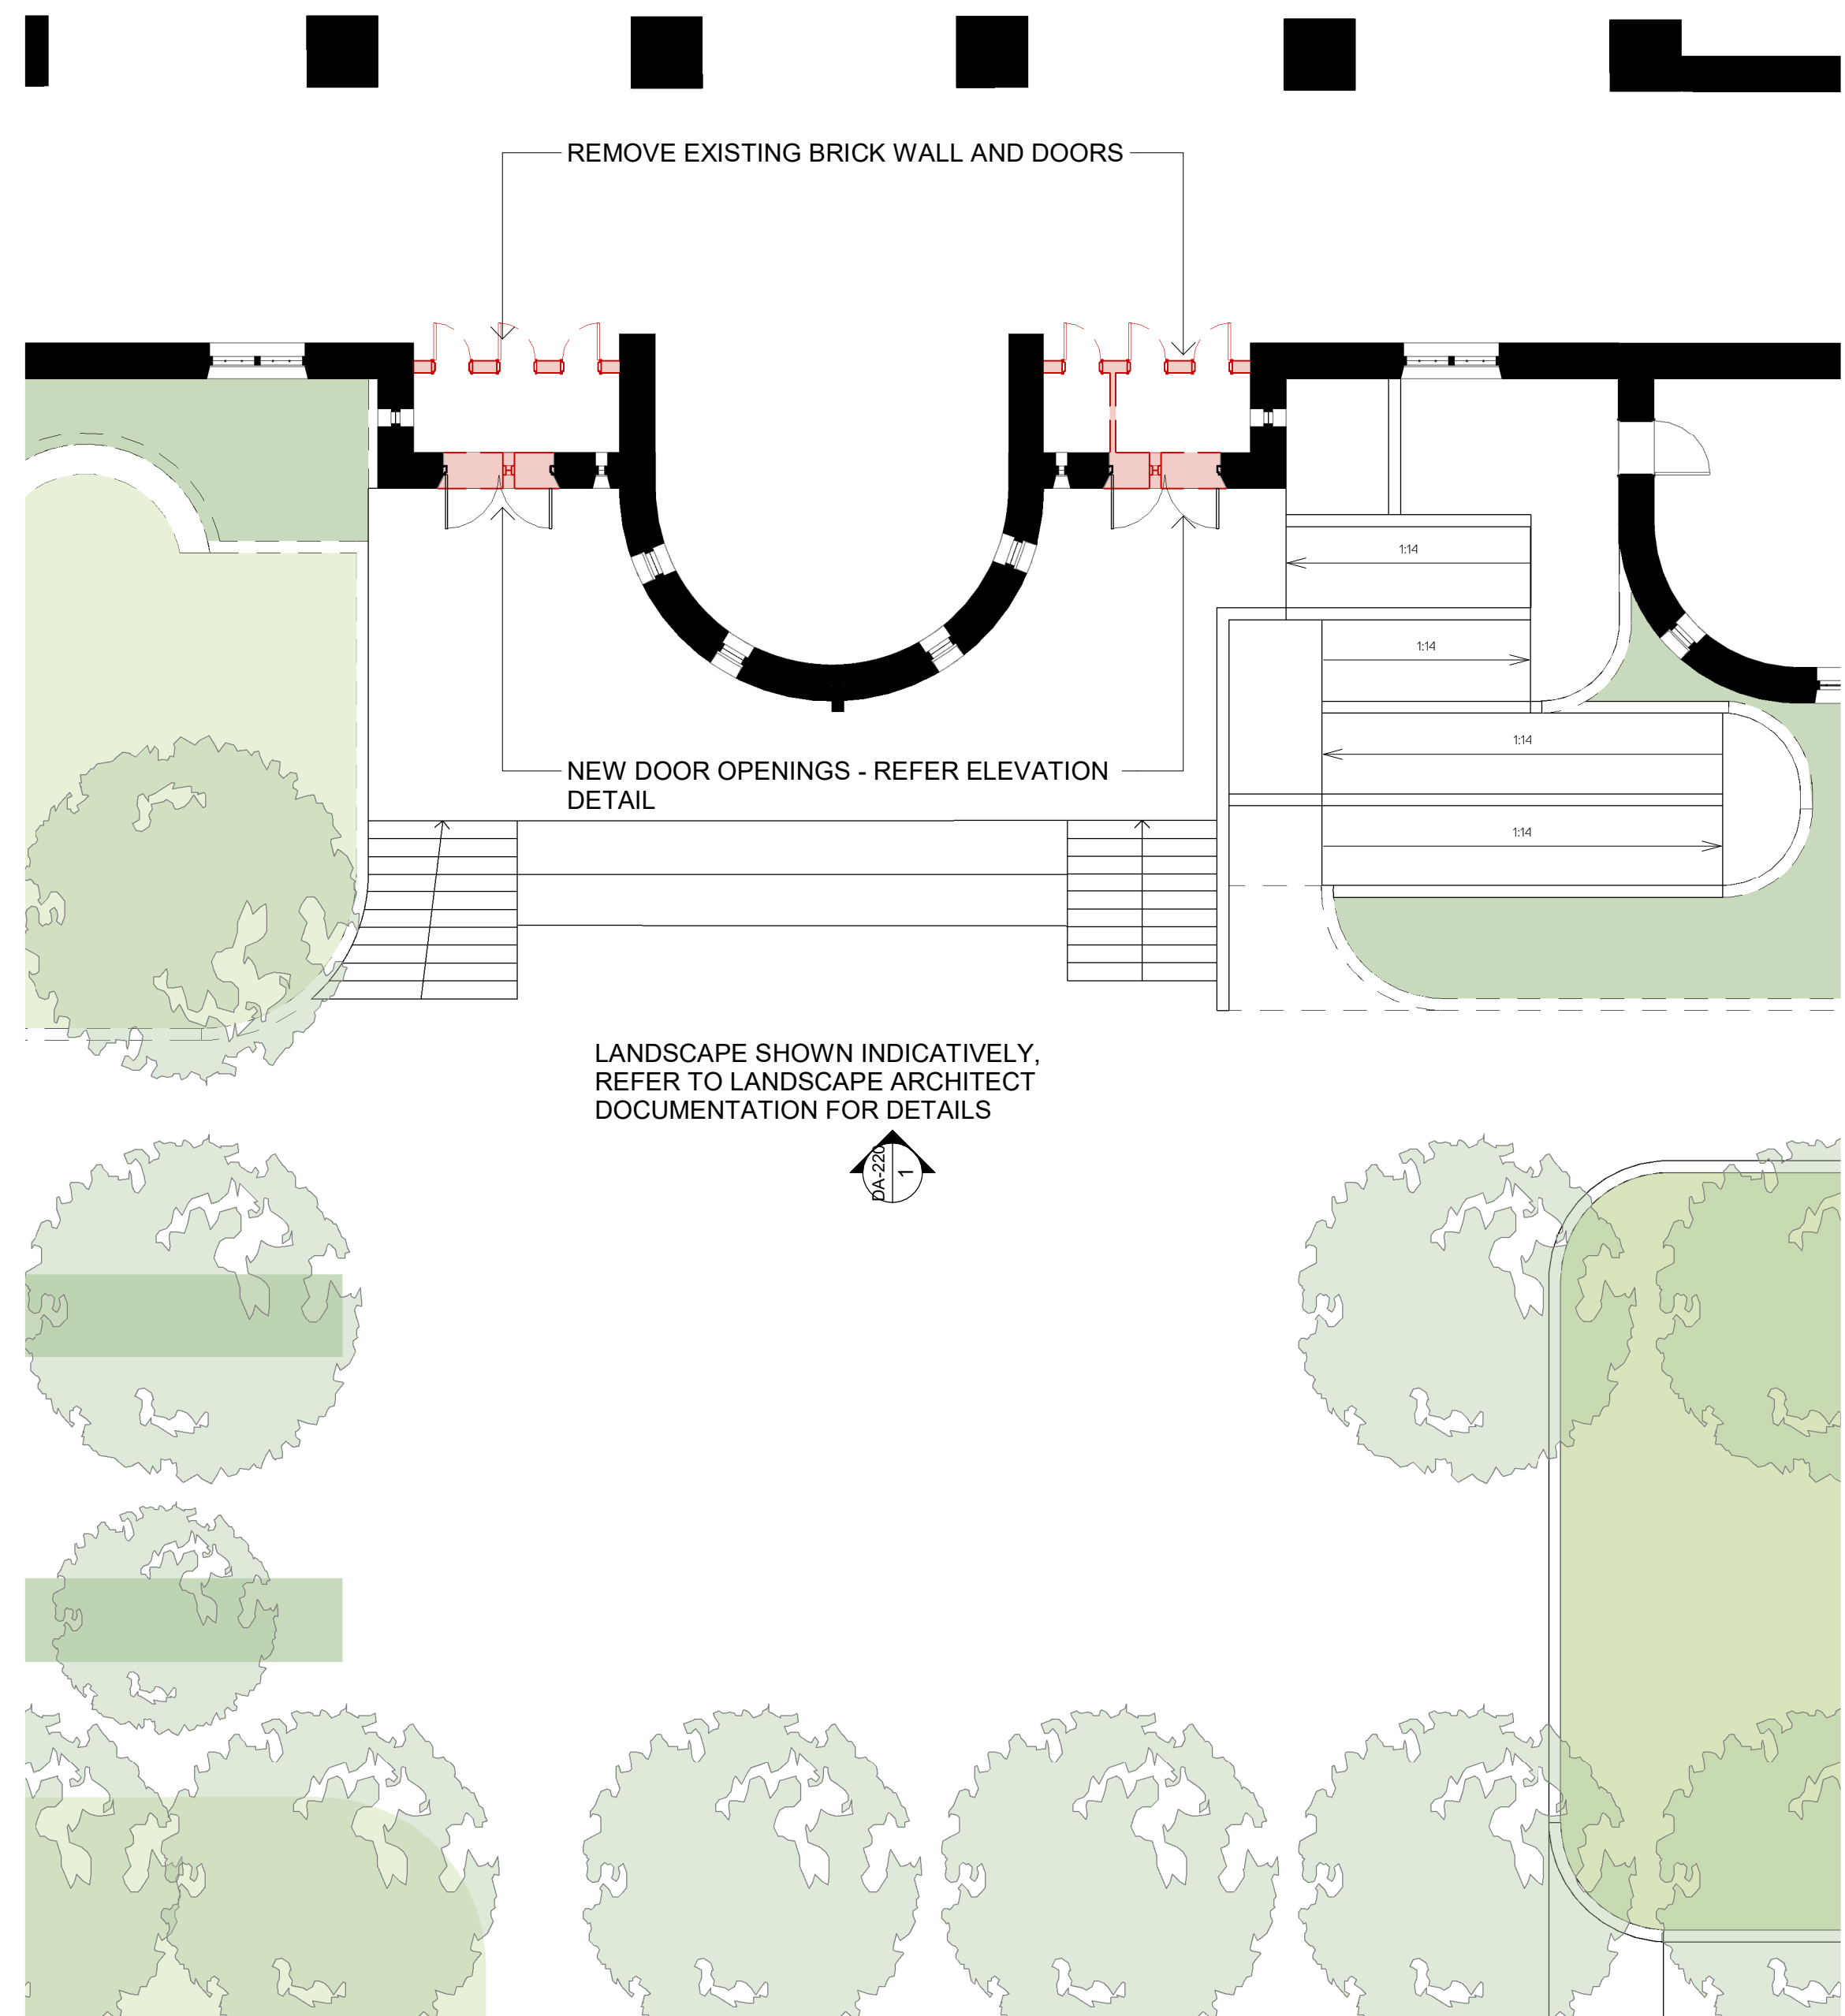 REMOVE EXISTING BRICK WALL AND DOORS
1:14
1:14
1:14
NEW DOOR OPENINGS - REFER ELEVATION
DETAIL
1:14
LANDSCAPE SHOWN INDICATIVELY,
REFER TO LANDSCAPE ARCHITECT
DOCUMENTATION FOR DETAILS
DA-220
1